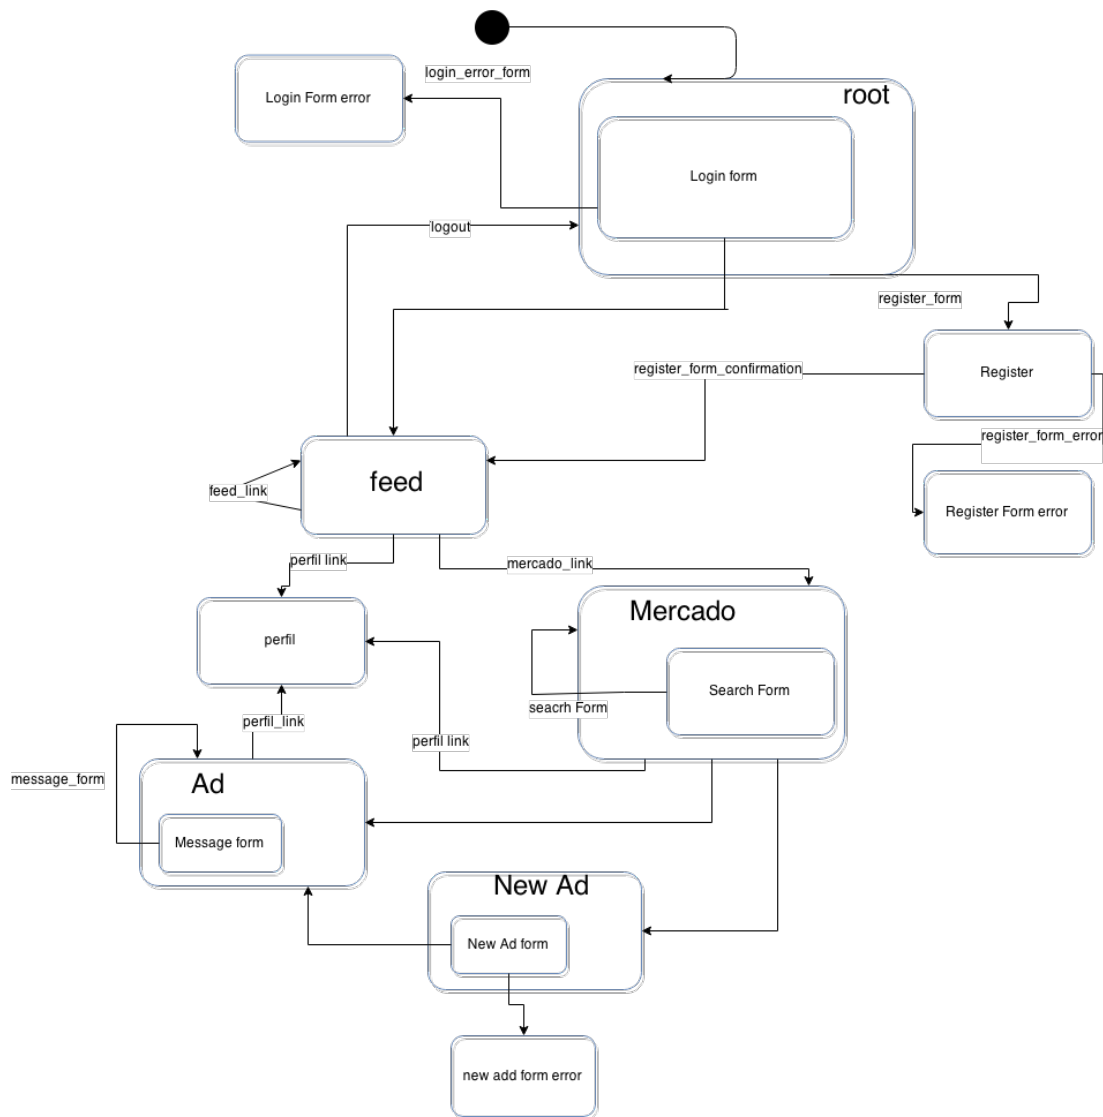 login_error_form
Login Form error
root
Login form
logout
register_form
register_form_confirmation
Register
register_form_error
feed
feed_link
Register Form error
perfil link
mercado_link
Mercado
perfil
Search Form
seacrh Form
perfil_link
perfil link
message_form
Ad
Message form
New Ad
New Ad form
new add form error